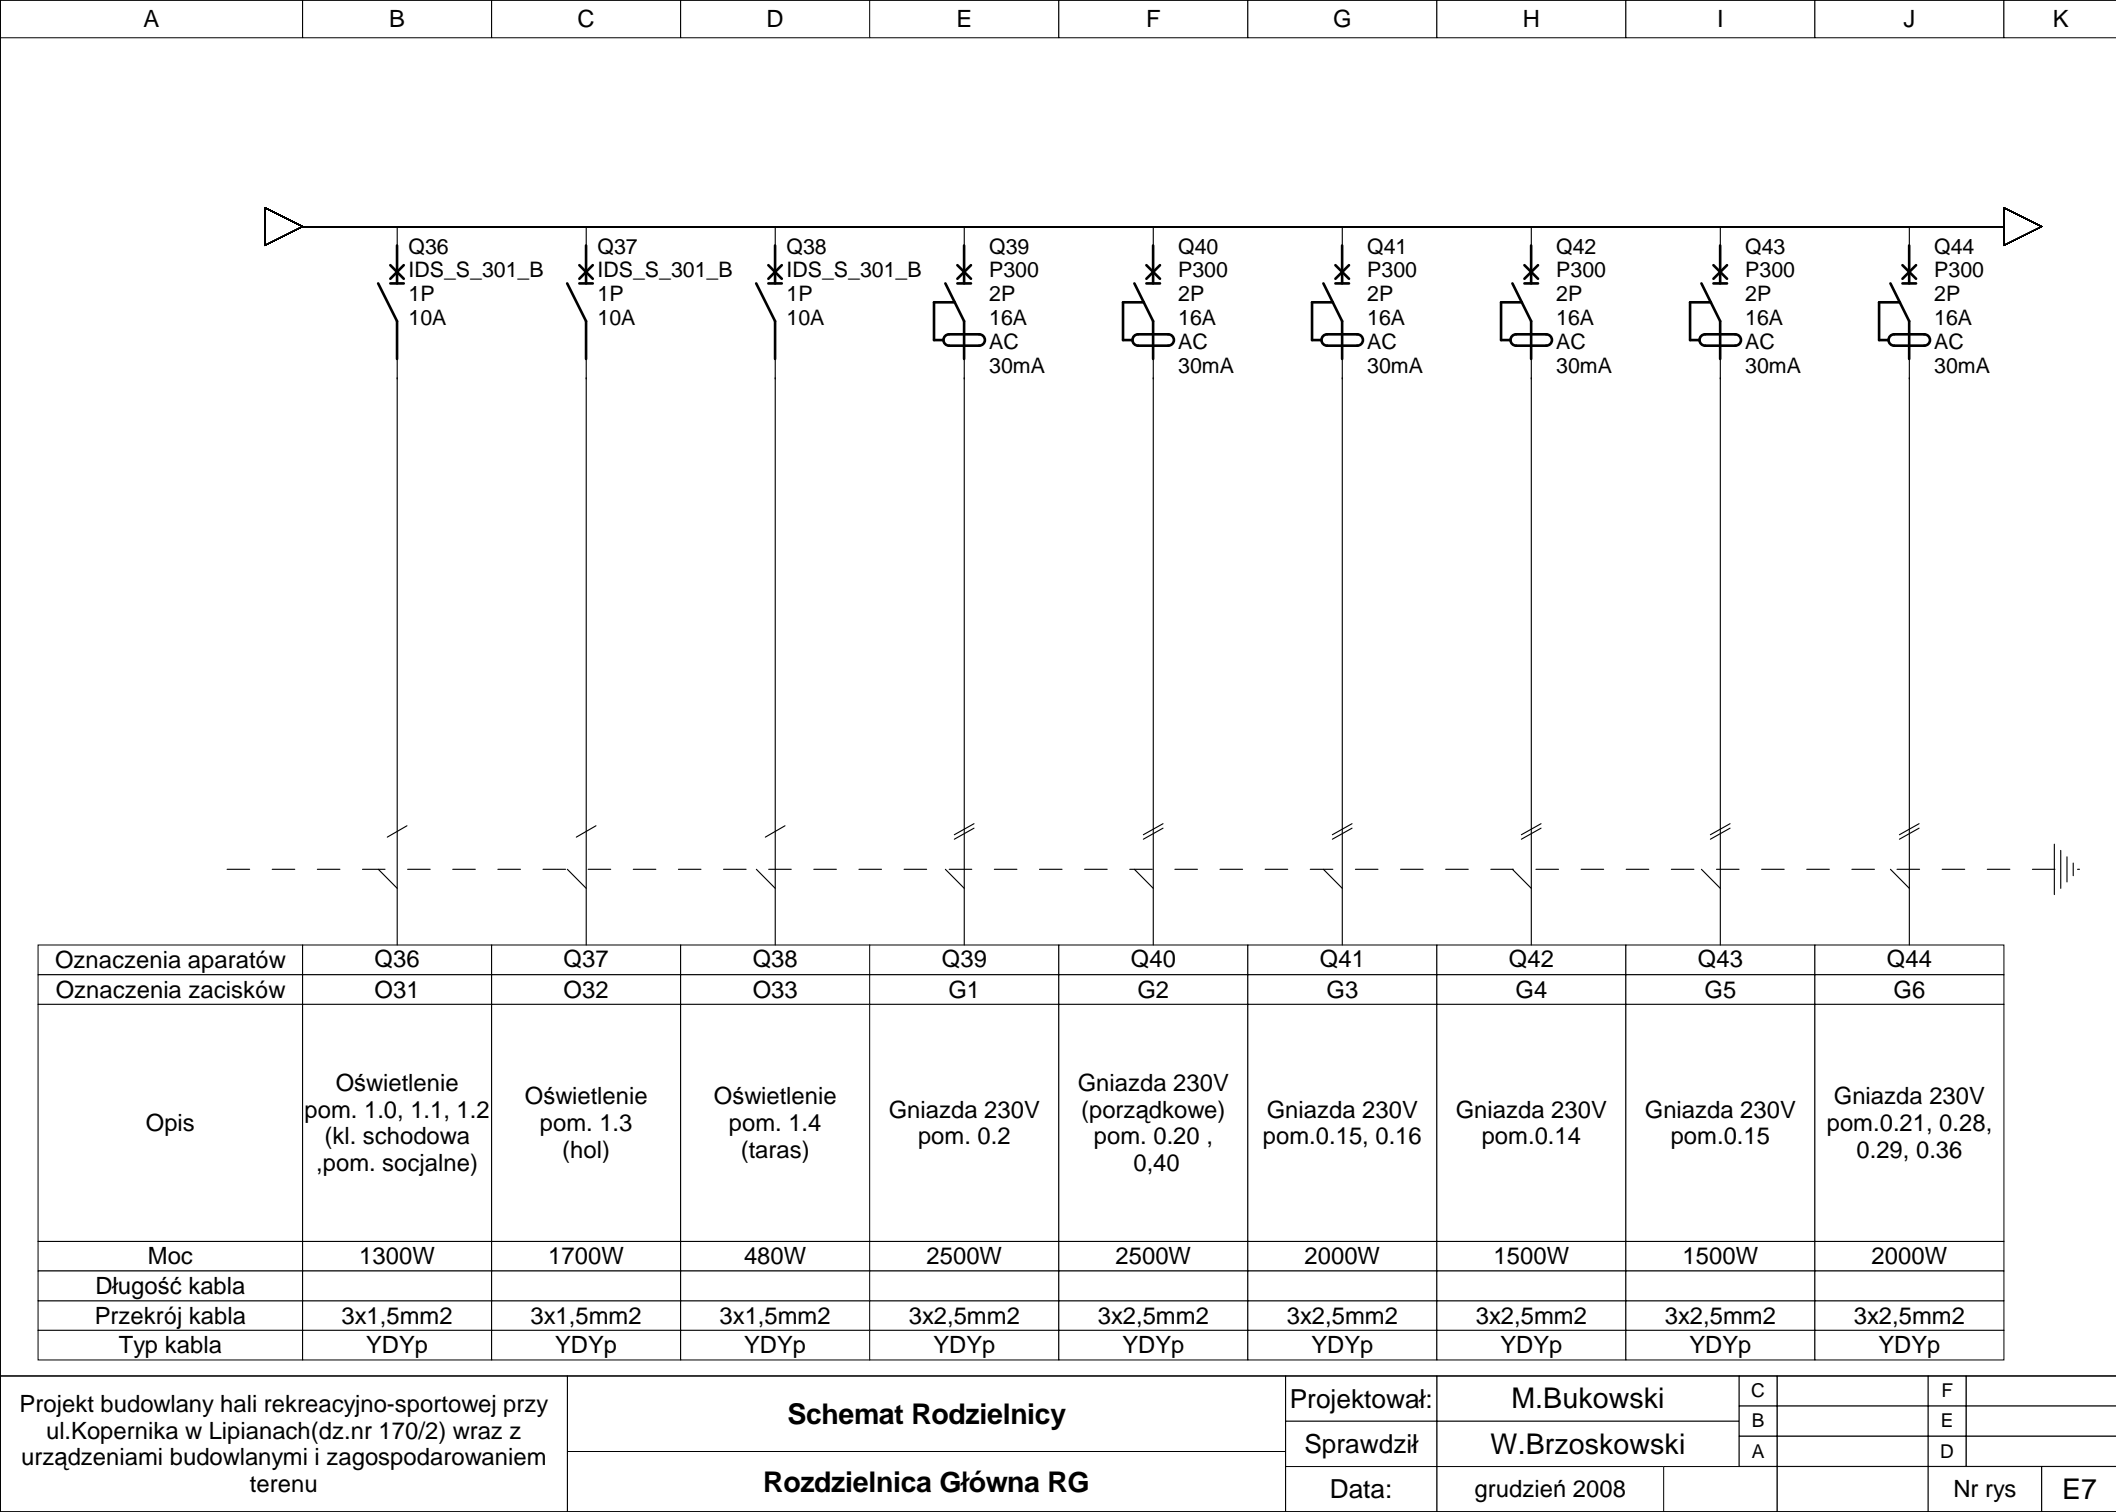 A B C D E F G H I J K
Q36 Q37 Q38 Q39 Q40 Q41 Q42 Q43 Q44
IDS_S_301_B IDS_S_301_B IDS_S_301_B P300 P300 P300 P300 P300 P300
1P 1P 1P 2P 2P 2P 2P 2P 2P
10A 10A 10A 16A 16A 16A 16A 16A 16A
AC AC AC AC AC AC
30mA 30mA 30mA 30mA 30mA 30mA
Oznaczenia aparatów Q36 Q37 Q38 Q39 Q40 Q41 Q42 Q43 Q44
Oznaczenia zacisków O31 O32 O33 G1 G2 G3 G4 G5 G6
Opis
Oświetlenie
pom. 1.0, 1.1, 1.2
(kl. schodowa
,pom. socjalne)
Oświetlenie
pom. 1.3
(hol)
Oświetlenie
pom. 1.4
(taras)
Gniazda 230V
pom. 0.2
Gniazda 230V
(porządkowe)
pom. 0.20 ,
0,40
Gniazda 230V
pom.0.15, 0.16
Gniazda 230V
pom.0.14
Gniazda 230V
pom.0.15
Gniazda 230V
pom.0.21, 0.28,
0.29, 0.36
Moc 1300W 1700W 480W 2500W 2500W 2000W 1500W 1500W 2000W
Długość kabla
Przekrój kabla 3x1,5mm2 3x1,5mm2 3x1,5mm2 3x2,5mm2 3x2,5mm2 3x2,5mm2 3x2,5mm2 3x2,5mm2 3x2,5mm2
Typ kabla YDYp YDYp YDYp YDYp YDYp YDYp YDYp YDYp YDYp
Projekt budowlany hali rekreacyjno-sportowej przy
ul.Kopernika w Lipianach(dz.nr 170/2) wraz z
urządzeniami budowlanymi i zagospodarowaniem
terenu
Schemat Rodzielnicy
Rozdzielnica Główna RG
Projektował: M.Bukowski
Sprawdził W.Brzoskowski
Data: grudzień 2008
C F
B E
A D
Nr rys E7